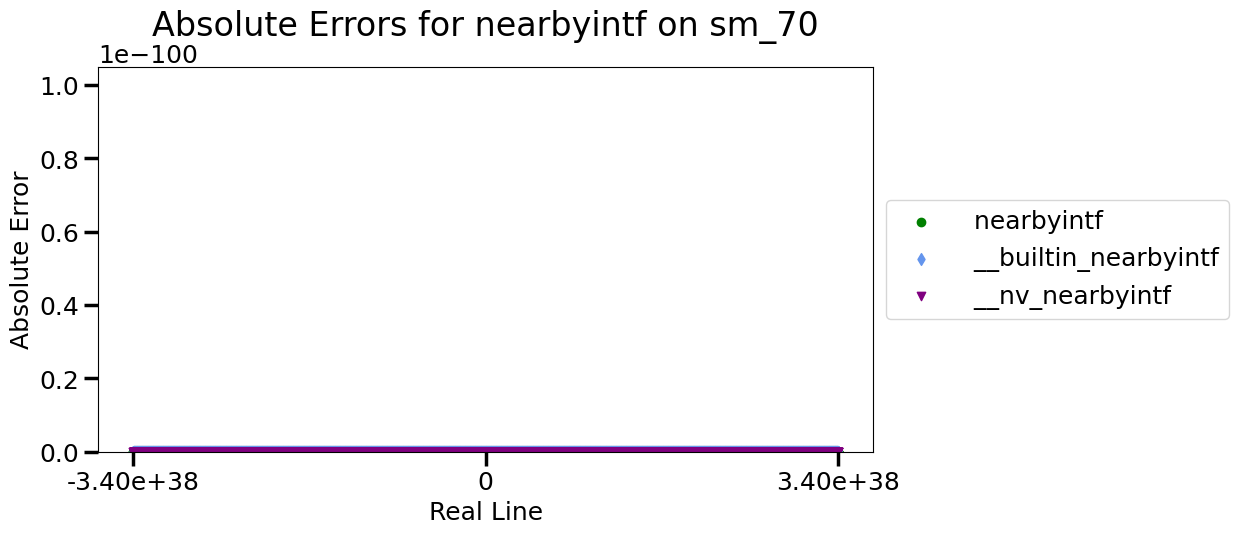 Absolute Errors for nearbyintf on sm_70
1e−100
1.0
0.8
0.6
0.4
0.2
0.0
Absolute Error
-3.40e+38
0
3.40e+38
Real Line
nearbyintf
__builtin_nearbyintf
__nv_nearbyintf